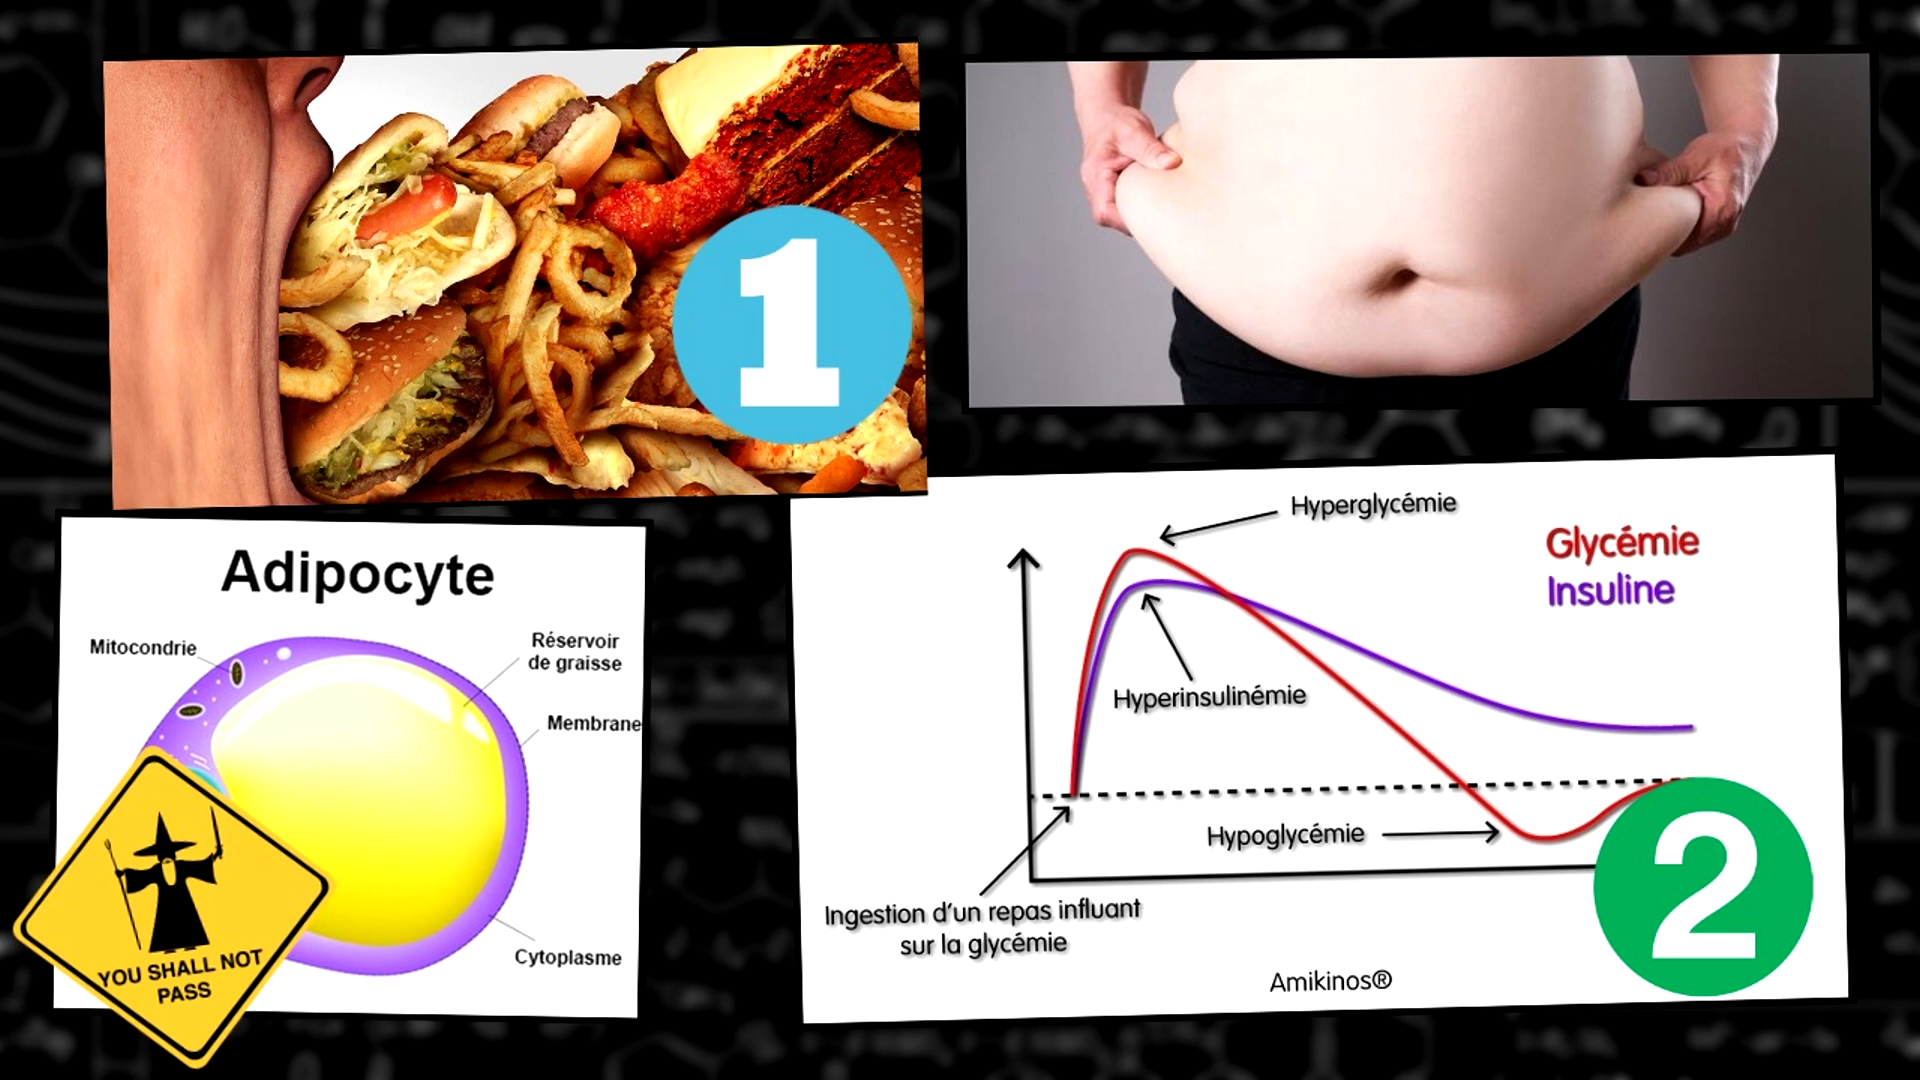 1
Adipocyte
Mitocondrie
Réservoir
de graisse
Membrane
Cytoplasme
YOU SHALL NOT
PASS
Hyperglycémie
Glycémie
Insuline
Hyperinsulinémie
Hypoglycémie
Ingestion d'un repas influant
sur la glycémie
Amikinos®
2